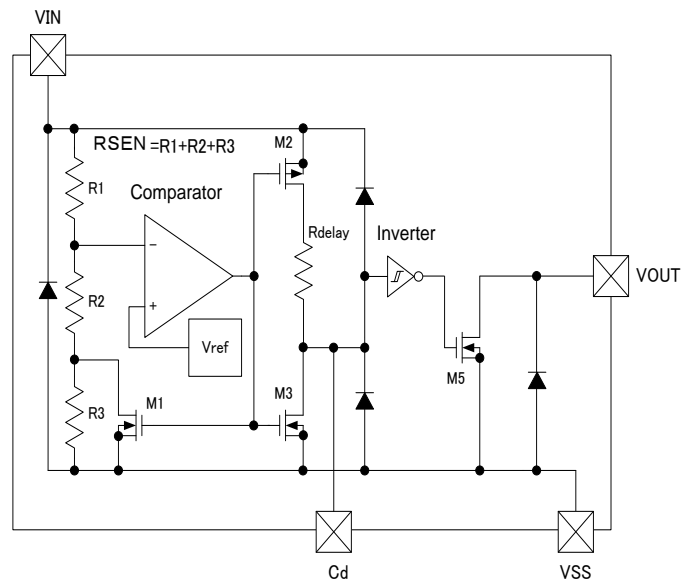 VIN
RSEN =R1+R2+R3
M2
R1
Comparator
Rdelay
Inverter
−
R2
+
Vref
VOUT
M5
R3
M1
M3
Cd
VSS